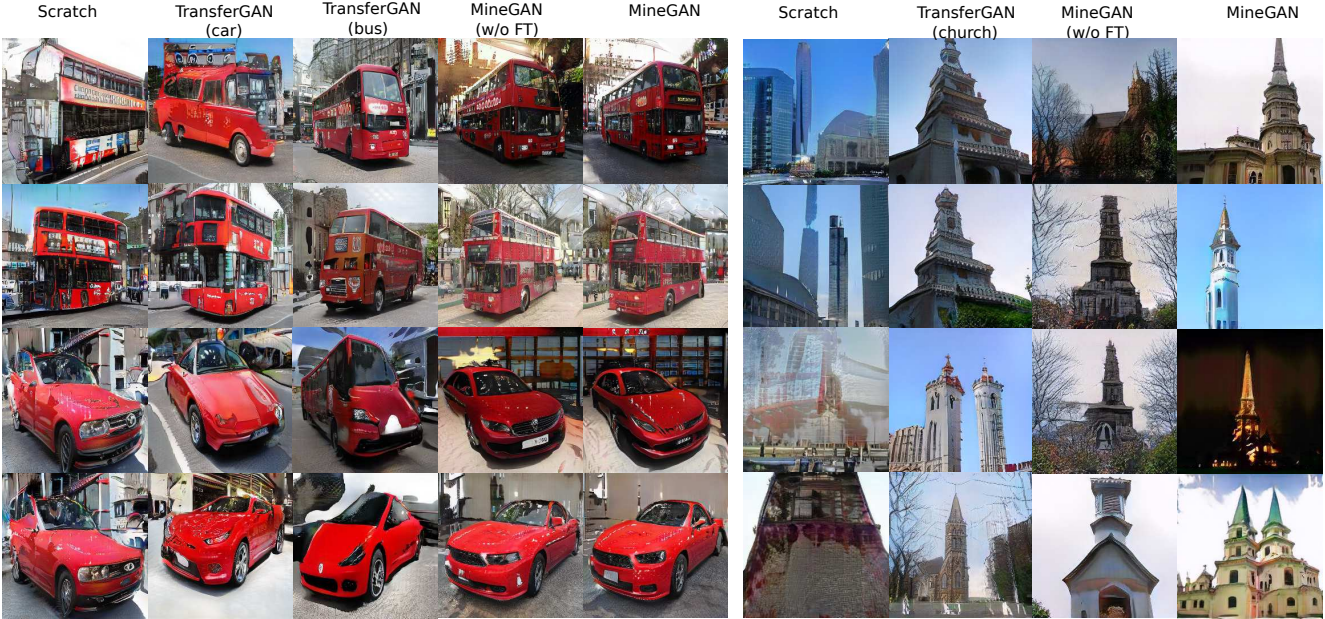 Scratch
TransferGAN
(car)
TransferGAN
(bus)
MineGAN
(w/o FT)
MineGAN
Scratch
TransferGAN
(church)
MineGAN
(w/o FT)
MineGAN